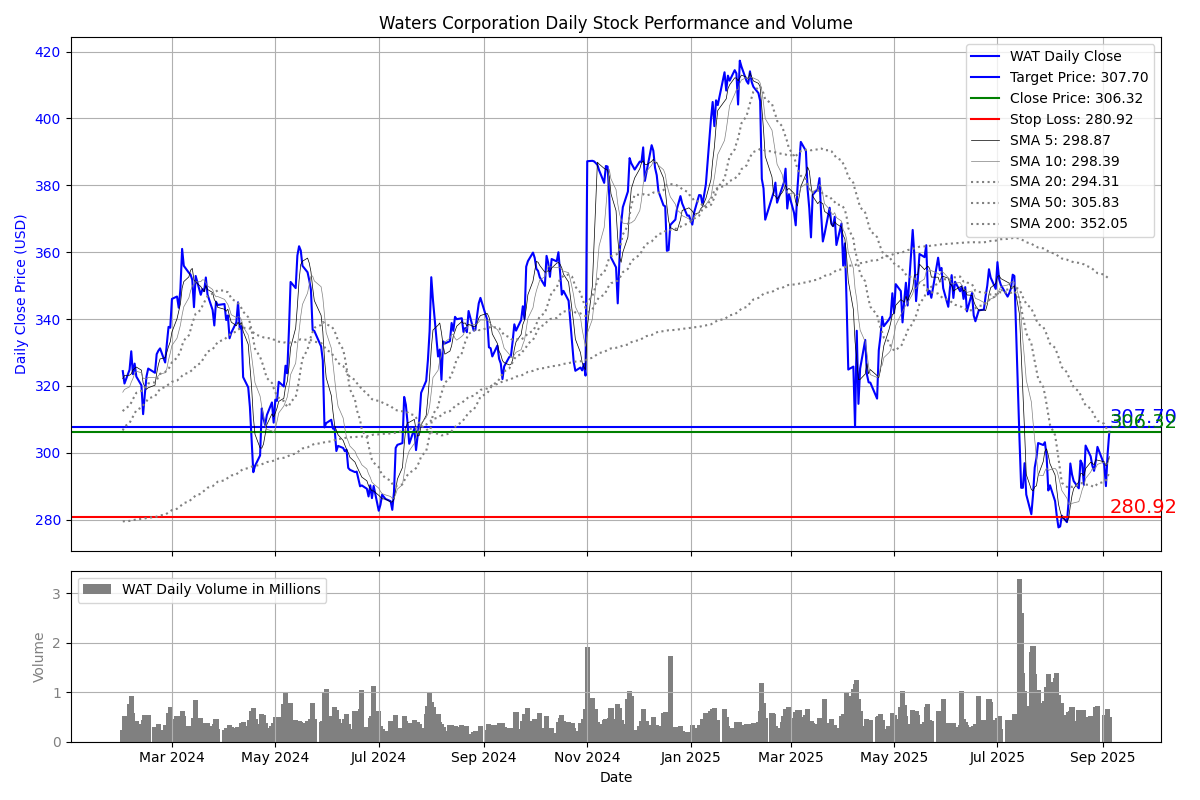 Waters Corporation Daily Stock Performance and Volume
Daily Close Price (USD)
420
400
380
360
340
320
300
280
WAT Daily Close
Target Price: 307.70
Close Price: 306.32
Stop Loss: 280.92
SMA 5: 298.87
SMA 10: 298.39
SMA 20: 294.31
SMA 50: 305.83
SMA 200: 352.05
307.70
306.32
280.92
WAT Daily Volume in Millions
Volume
3
2
1
0
Mar 2024 May 2024 Jul 2024 Sep 2024 Nov 2024 Jan 2025 Mar 2025 May 2025 Jul 2025 Sep 2025
Date